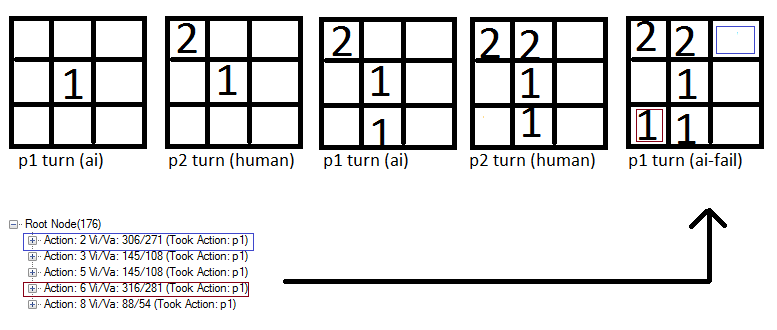 2 2 2 2 2
1 1 1 1 1
1 1 1 1
p1 turn (ai) p2 turn (human) p1 turn (ai) p2 turn (human) p1 turn (ai-fail)
Root Node(176)
Action: 2 Vi/Va: 306/271 (Took Action: p1)
Action: 3 Vi/Va: 145/108 (Took Action: p1)
Action: 5 Vi/Va: 145/108 (Took Action: p1)
Action: 6 Vi/Va: 316/281 (Took Action: p1)
Action: 8 Vi/Va: 88/54 (Took Action: p1)